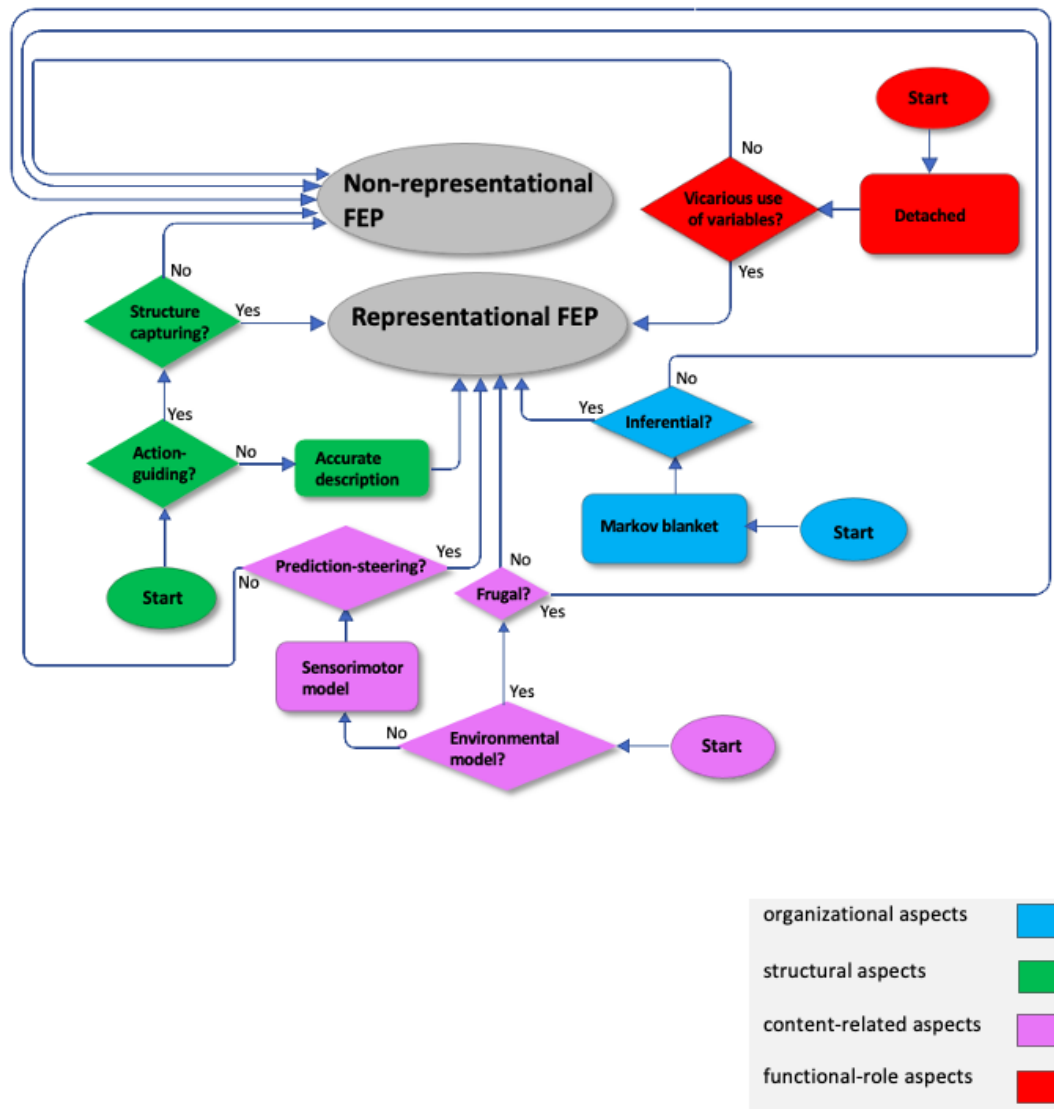 Start
No
Non-representational
FEP
Vicarious use
of variables?
Detached
No
Yes
Structure
capturing?
Yes
Representational FEP
No
Yes
Yes
Inferential?
Action-
guiding?
No
Accurate
description
Markov blanket
Start
Prediction-steering?
Yes
No
No
Frugal?
Yes
Start
Sensorimotor
model
Yes
No
Environmental
model?
Start
organizational aspects
structural aspects
content-related aspects
functional-role aspects